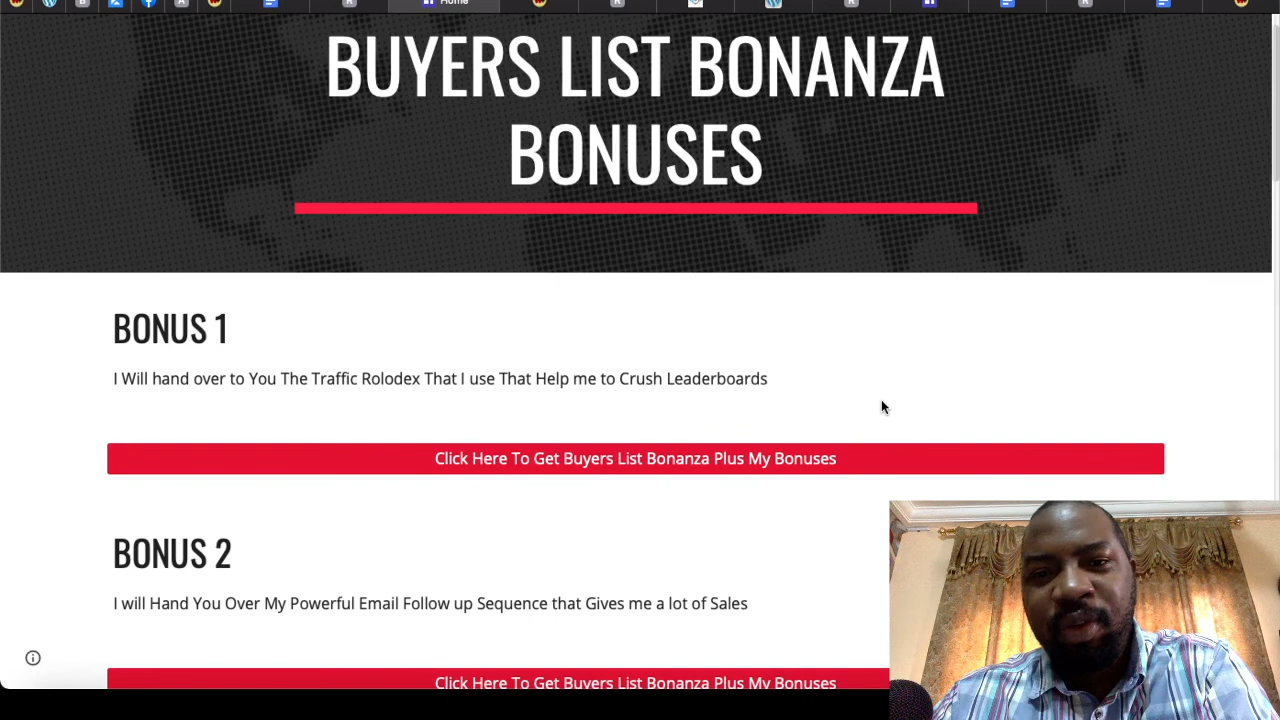 Home
BUYERS LIST BONANZA
BONUSES
BONUS 1
I Will hand over to You The Traffic Rolodex That I use That Help me to Crush Leaderboards
Click Here To Get Buyers List Bonanza Plus My Bonuses
BONUS 2
I will Hand You Over My Powerful Email Follow up Sequence that Gives me a lot of Sales
Click Here To Get Buyers List Bonanza Plus My Bonuses